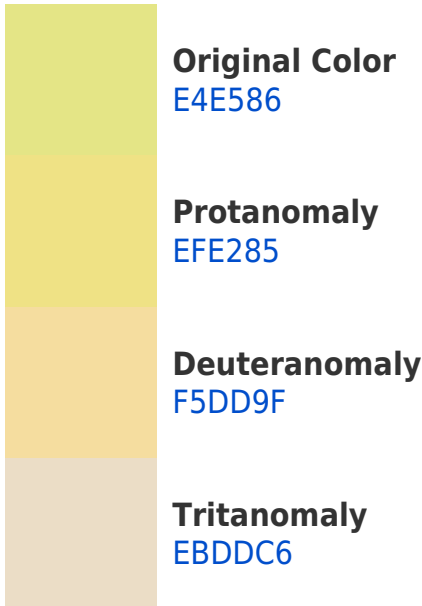 Original Color
E4E586
Protanomaly
EFE285
Deuteranomaly
F5DD9F
Tritanomaly
EBDDC6